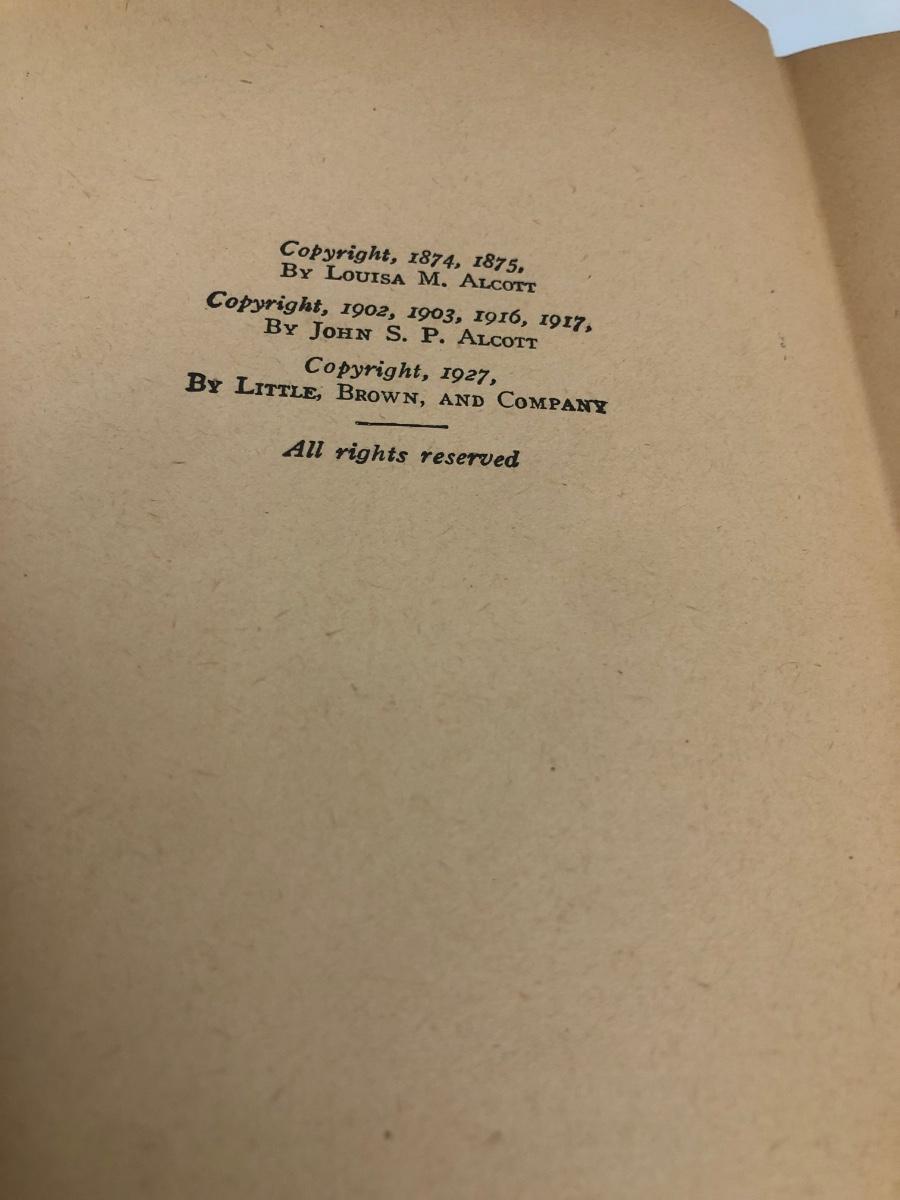 Copyright, 1874, 1875,
By Louisa M. Alcott
Copyright, 1902, 1903, 1916, 1917,
By John S. P. Alcott
Copyright, 1927,
By Little, Brown, and Company
All rights reserved